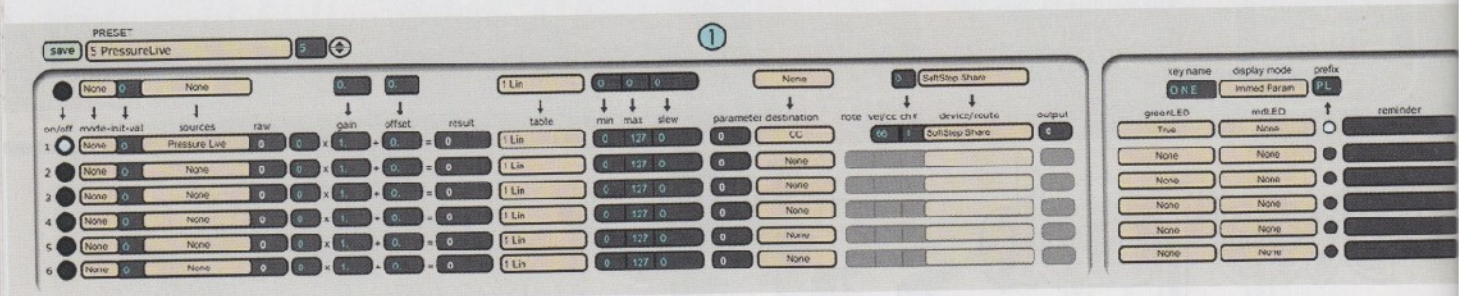 PRESET
save 5 PressureLive 5
1
None 0 None 0. 0. 1 Lin 0 0 0 None 0 SoftStep Share
key name display mode prefix
ONE Immed Param PL
on/off mode-init-val sources raw gain offset result table min max slew parameter destination note vel/cc ch# device/route output
greenLED redLED reminder
1 None 0 Pressure Live 0 0 x 1. + 0. = 0 1 Lin 0 127 0 0 CC 66 1 SoftStep Share 0 True None
2 None 0 None 0 0 x 1. + 0. = 0 1 Lin 0 127 0 0 None None None
3 None 0 None 0 0 x 1. + 0. = 0 1 Lin 0 127 0 0 None None None
4 None 0 None 0 0 x 1. + 0. = 0 1 Lin 0 127 0 0 None None None
5 None 0 None 0 0 x 1. + 0. = 0 1 Lin 0 127 0 0 None None None
6 None 0 None 0 0 x 1. + 0. = 0 1 Lin 0 127 0 0 None None None